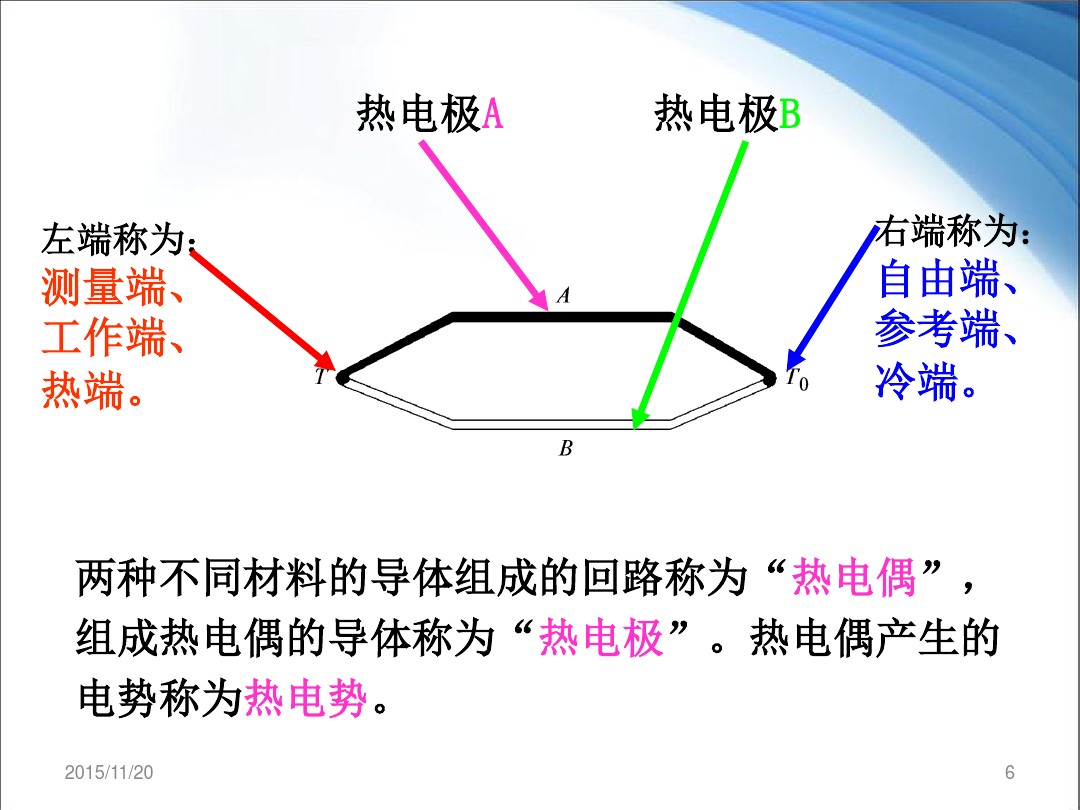 热电极A
热电极B
左端称为：
测量端、
工作端、
热端。
右端称为：
自由端、
参考端、
冷端。
A
T
T0
B
两种不同材料的导体组成的回路称为“热电偶”，
组成热电偶的导体称为“热电极”。热电偶产生的
电势称为热电势。
2015/11/20
6